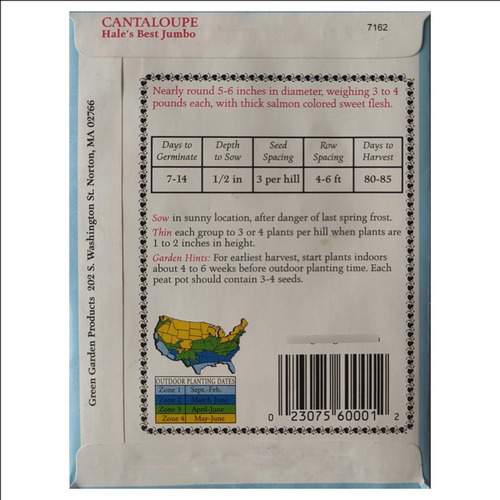 CANTALOUPE
Hale's Best Jumbo
7162
Nearly round 5-6 inches in diameter, weighing 3 to 4
pounds each, with thick salmon colored sweet flesh.
Days to Germinate | Depth to Sow | Seed Spacing | Row Spacing | Days to Harvest
7-14 | 1/2 in | 3 per hill | 4-6 ft | 80-85
Sow in sunny location, after danger of last spring frost.
Thin each group to 3 or 4 plants per hill when plants are
1 to 2 inches in height.
Garden Hints: For earliest harvest, start plants indoors
about 4 to 6 weeks before outdoor planting time. Each
peat pot should contain 3-4 seeds.
OUTDOOR PLANTING DATES
Zone 1 Sept.-Feb.
Zone 2 March-June
Zone 3 April-June
Zone 4 May-June
0 23075 60001 2
Green Garden Products 202 S. Washington St. Norton, MA 02766